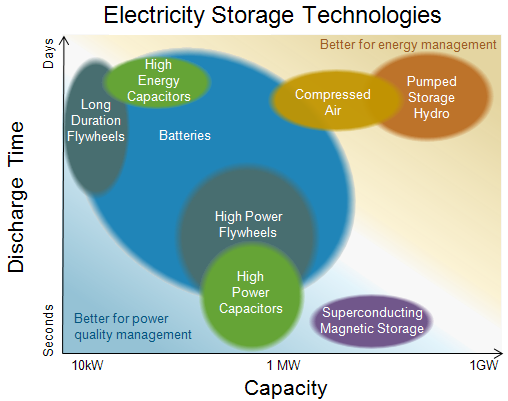 Electricity Storage Technologies
Better for energy management
Days
High
Energy
Capacitors
Long
Duration
Flywheels
Batteries
Compressed
Air
Pumped
Storage
Hydro
Discharge Time
High Power
Flywheels
High
Power
Capacitors
Superconducting
Magnetic Storage
Better for power
quality management
Seconds
10kW
1 MW
1GW
Capacity